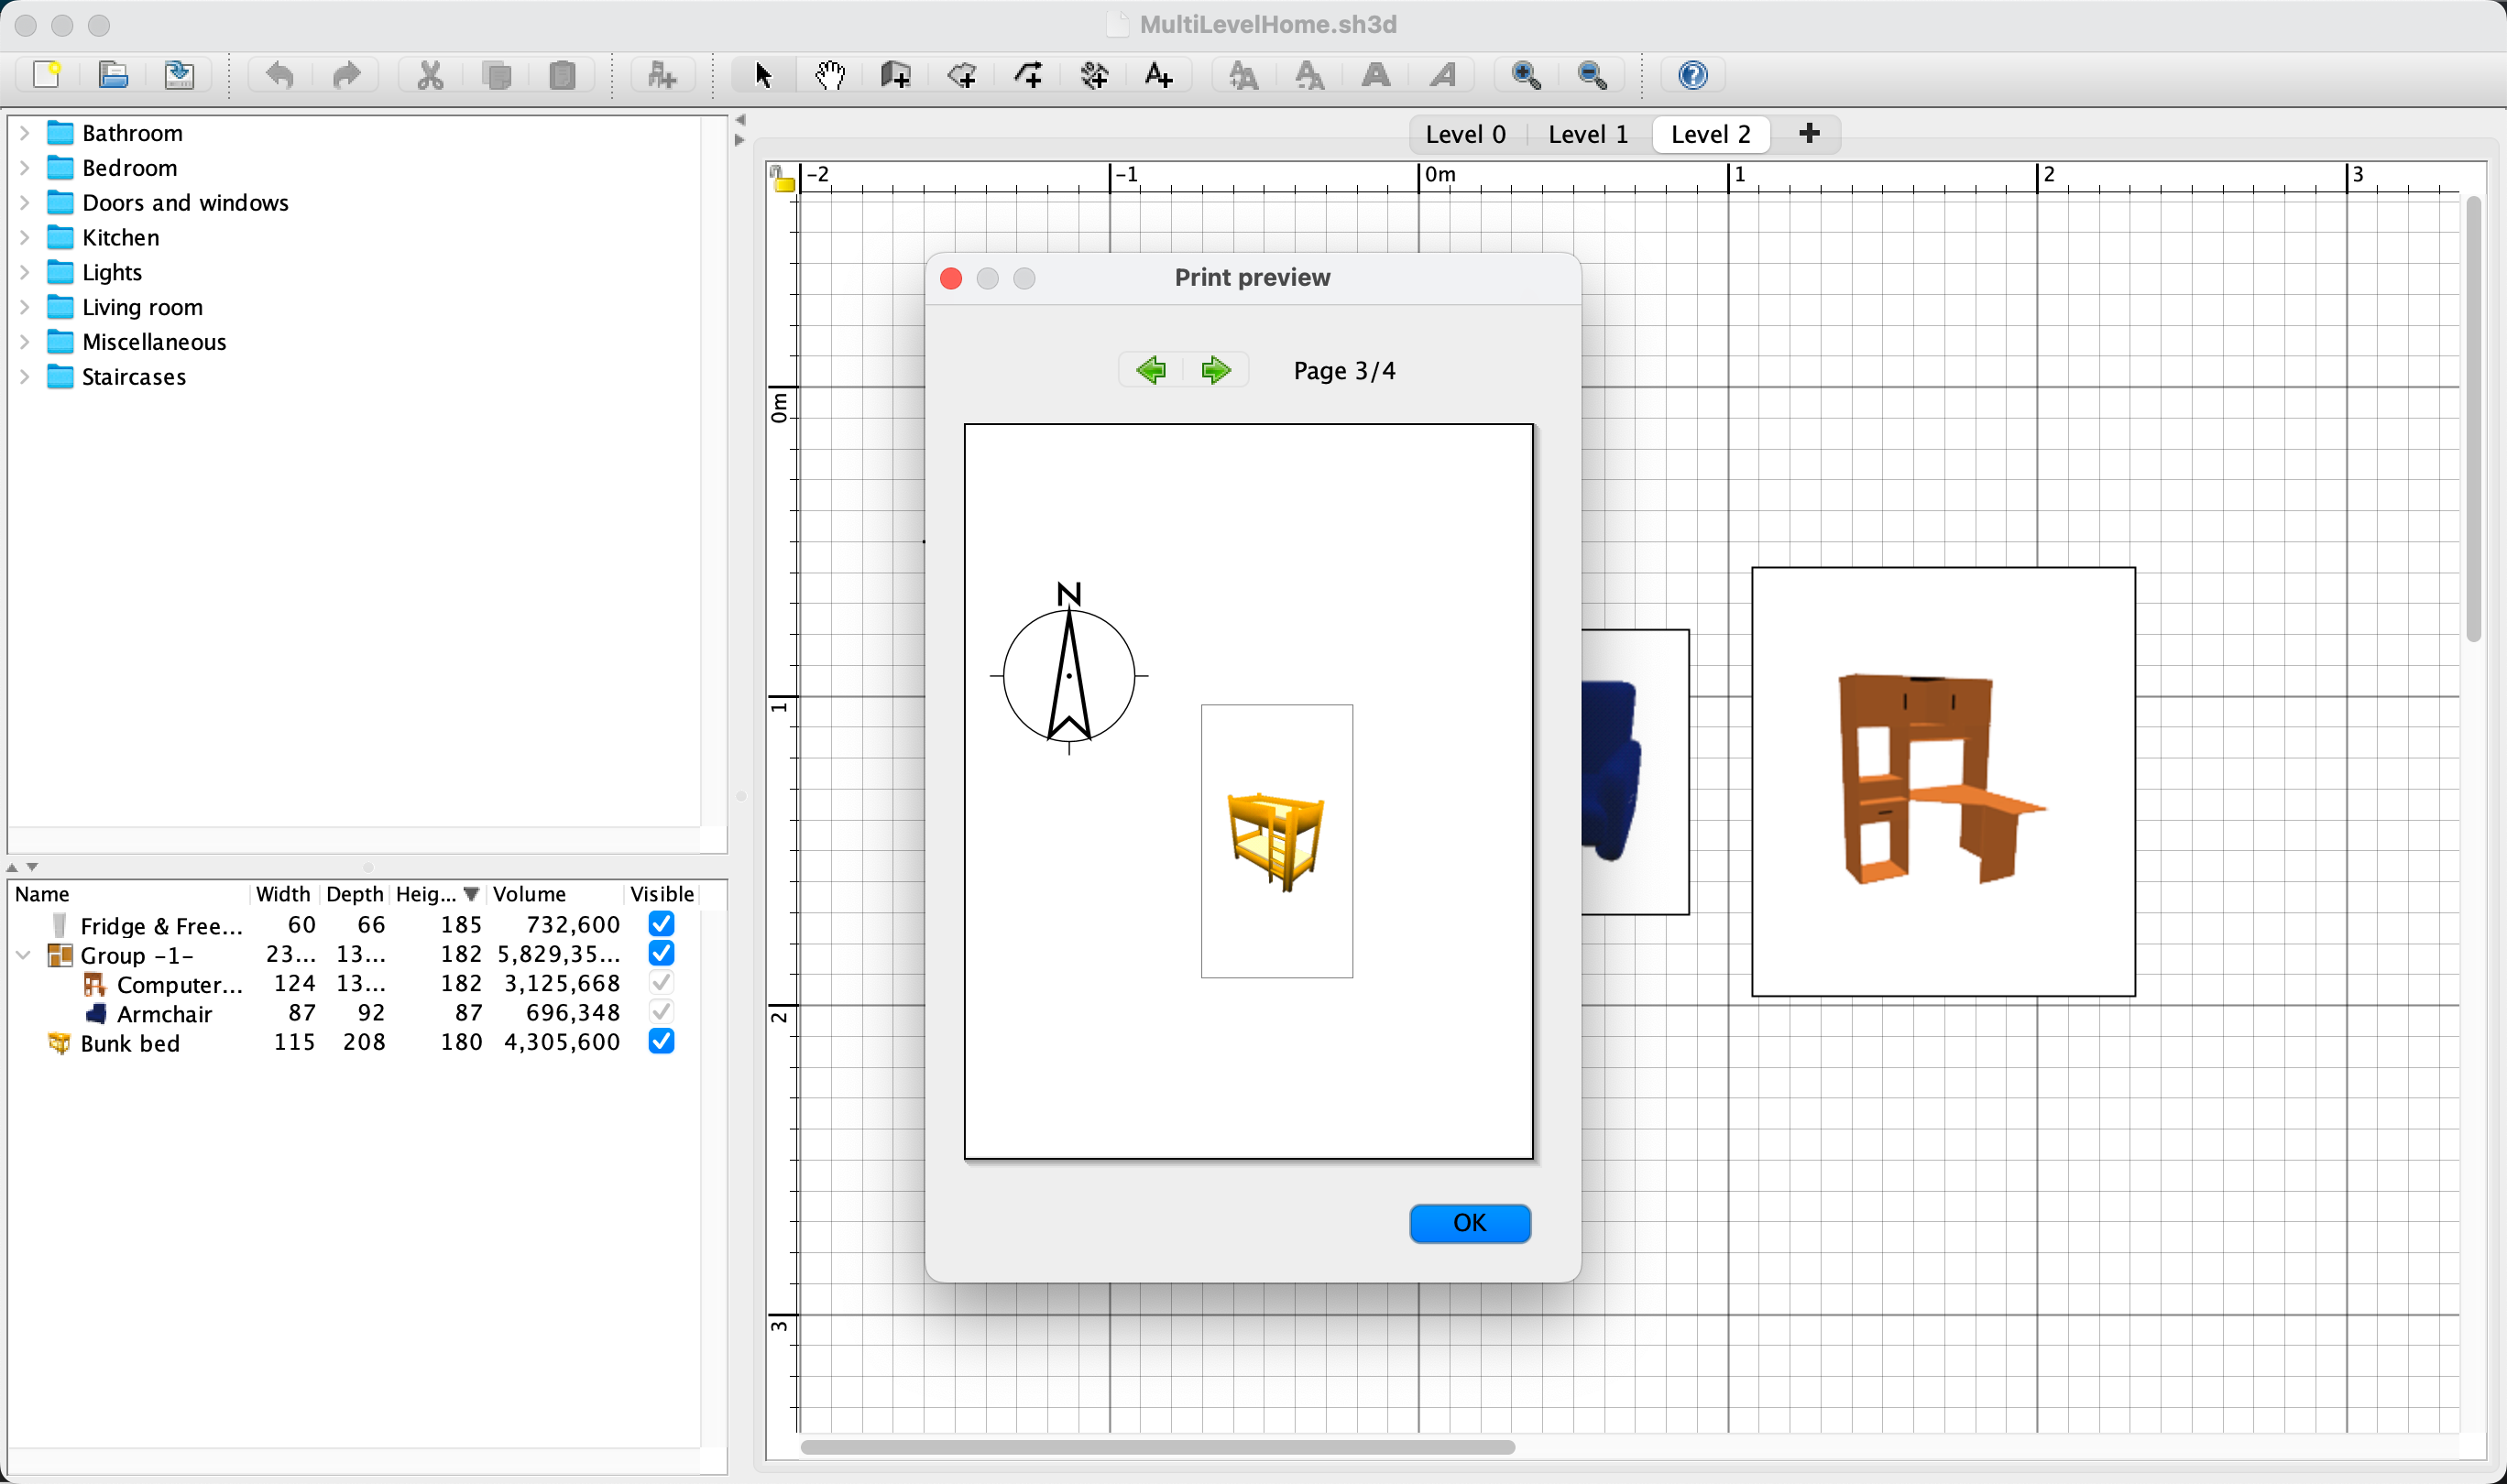 MultiLevelHome.sh3d
Bathroom
Bedroom
Doors and windows
Kitchen
Lights
Living room
Miscellaneous
Staircases
Level 0 Level 1 Level 2 +
-2 -1 0m 1 2 3
0m
1
2
3
Print preview
Page 3/4
N
OK
Name Width Depth Heig... Volume Visible
Fridge & Free... 60 66 185 732,600
Group -1- 23... 13... 182 5,829,35...
Computer... 124 13... 182 3,125,668
Armchair 87 92 87 696,348
Bunk bed 115 208 180 4,305,600